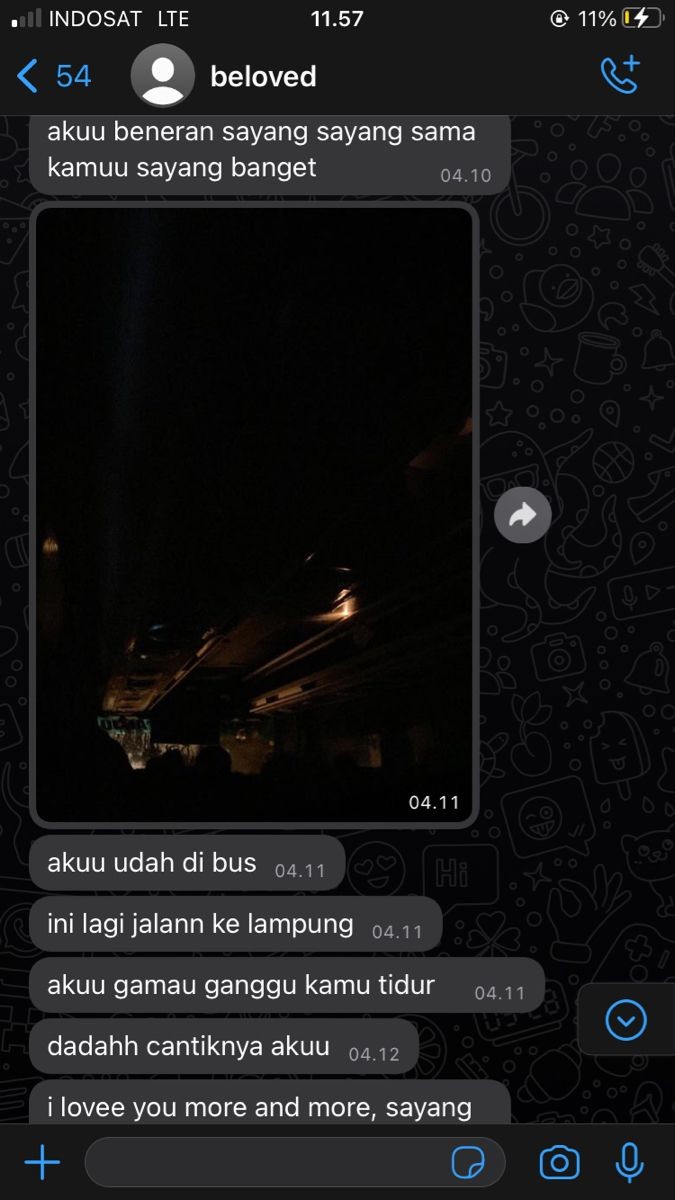 INDOSAT LTE 11.57 11%
54 beloved
akuu beneran sayang sayang sama
kamuu sayang banget 04.10
04.11
akuu udah di bus 04.11
ini lagi jalann ke lampung 04.11
akuu gamau ganggu kamu tidur 04.11
Hi
dadahh cantiknya akuu 04.12
i lovee you more and more, sayang